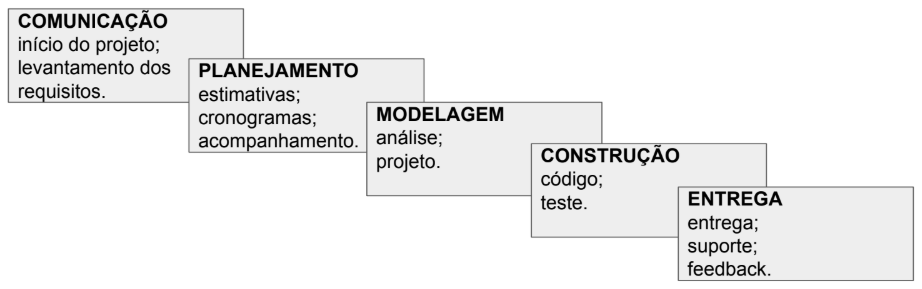 COMUNICAÇÃO
início do projeto;
levantamento dos
requisitos.
PLANEJAMENTO
estimativas;
cronogramas;
acompanhamento.
MODELAGEM
análise;
projeto.
CONSTRUÇÃO
código;
teste.
ENTREGA
entrega;
suporte;
feedback.